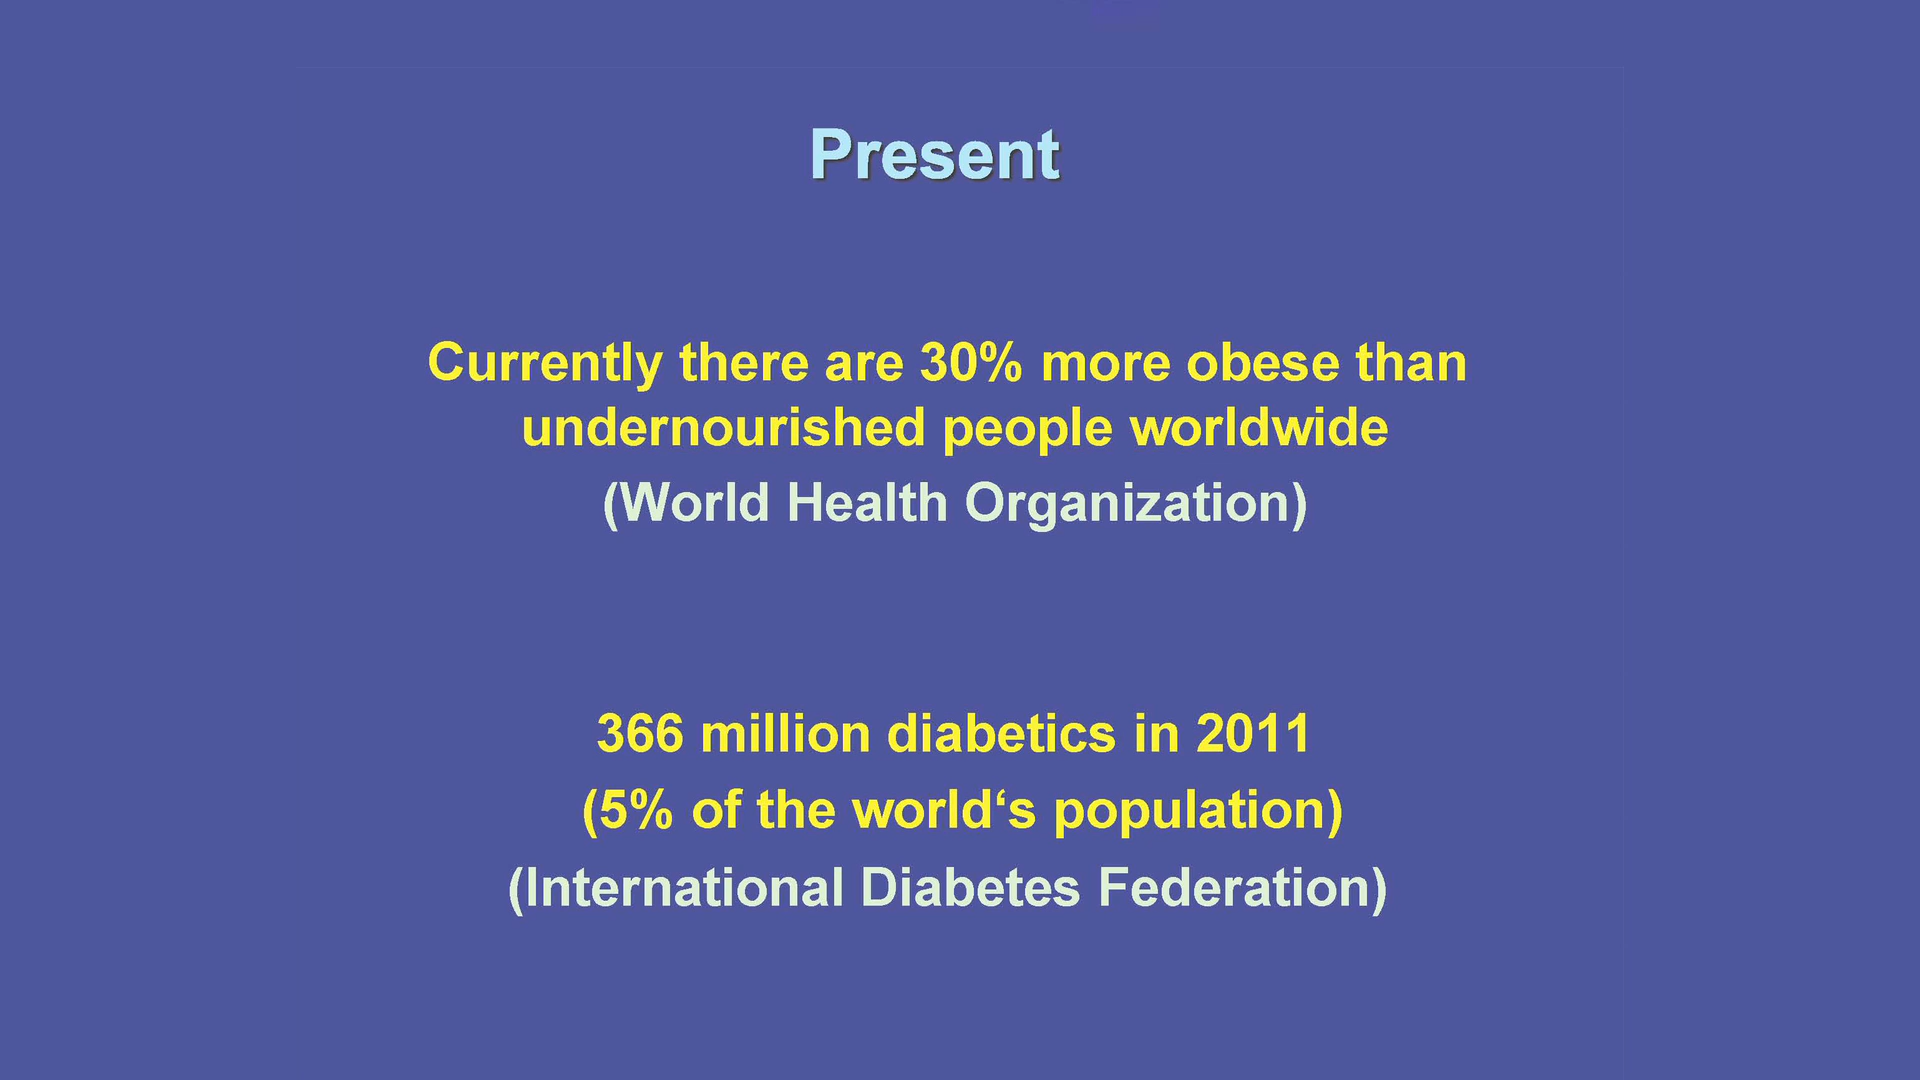 Present
Currently there are 30% more obese than
undernourished people worldwide
(World Health Organization)
366 million diabetics in 2011
(5% of the world‘s population)
(International Diabetes Federation)